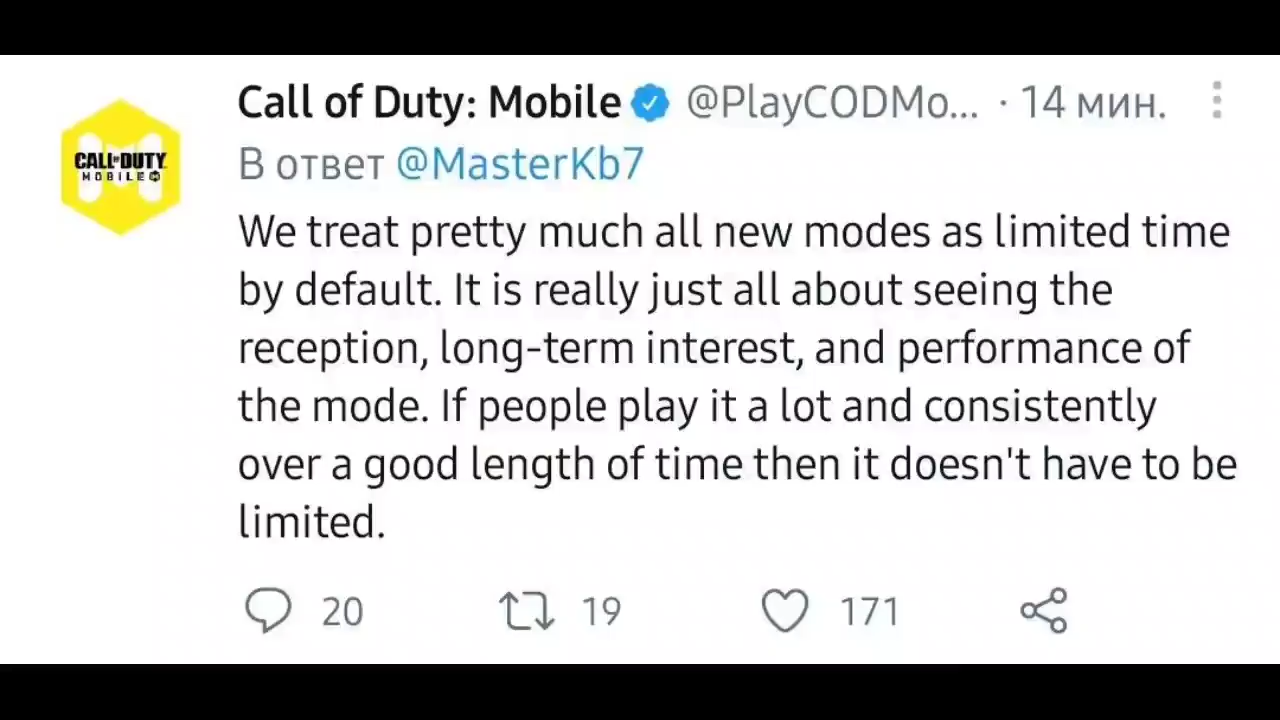 Call of Duty: Mobile @PlayCODMo... · 14 мин.
CALL OF DUTY
MOBILE
В ответ @MasterKb7
We treat pretty much all new modes as limited time
by default. It is really just all about seeing the
reception, long-term interest, and performance of
the mode. If people play it a lot and consistently
over a good length of time then it doesn't have to be
limited.
20 19 171